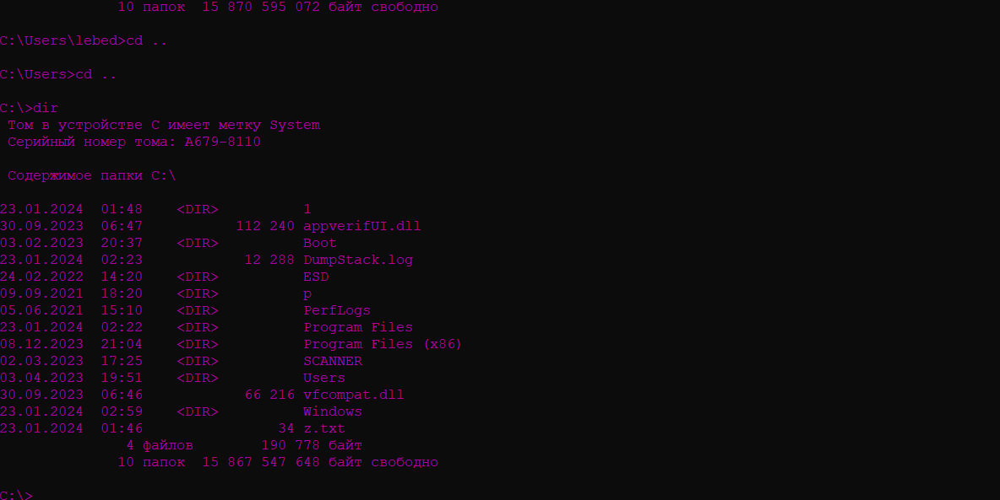 10 папок  15 870 595 072 байт свободно
C:\Users\lebed>cd ..
C:\Users>cd ..
C:\>dir
Том в устройстве C имеет метку System
Серийный номер тома: A679-8110
Содержимое папки C:\
23.01.2024  01:48    <DIR>          1
30.09.2023  06:47           112 240 appverifUI.dll
03.02.2023  20:37    <DIR>          Boot
23.01.2024  02:23            12 288 DumpStack.log
24.02.2022  14:20    <DIR>          ESD
09.09.2021  18:20    <DIR>          p
05.06.2021  15:10    <DIR>          PerfLogs
23.01.2024  02:22    <DIR>          Program Files
08.12.2023  21:04    <DIR>          Program Files (x86)
02.03.2023  17:25    <DIR>          SCANNER
03.04.2023  19:51    <DIR>          Users
30.09.2023  06:46            66 216 vfcompat.dll
23.01.2024  02:59    <DIR>          Windows
23.01.2024  01:46                34 z.txt
4 файлов        190 778 байт
10 папок  15 867 547 648 байт свободно
C:\>